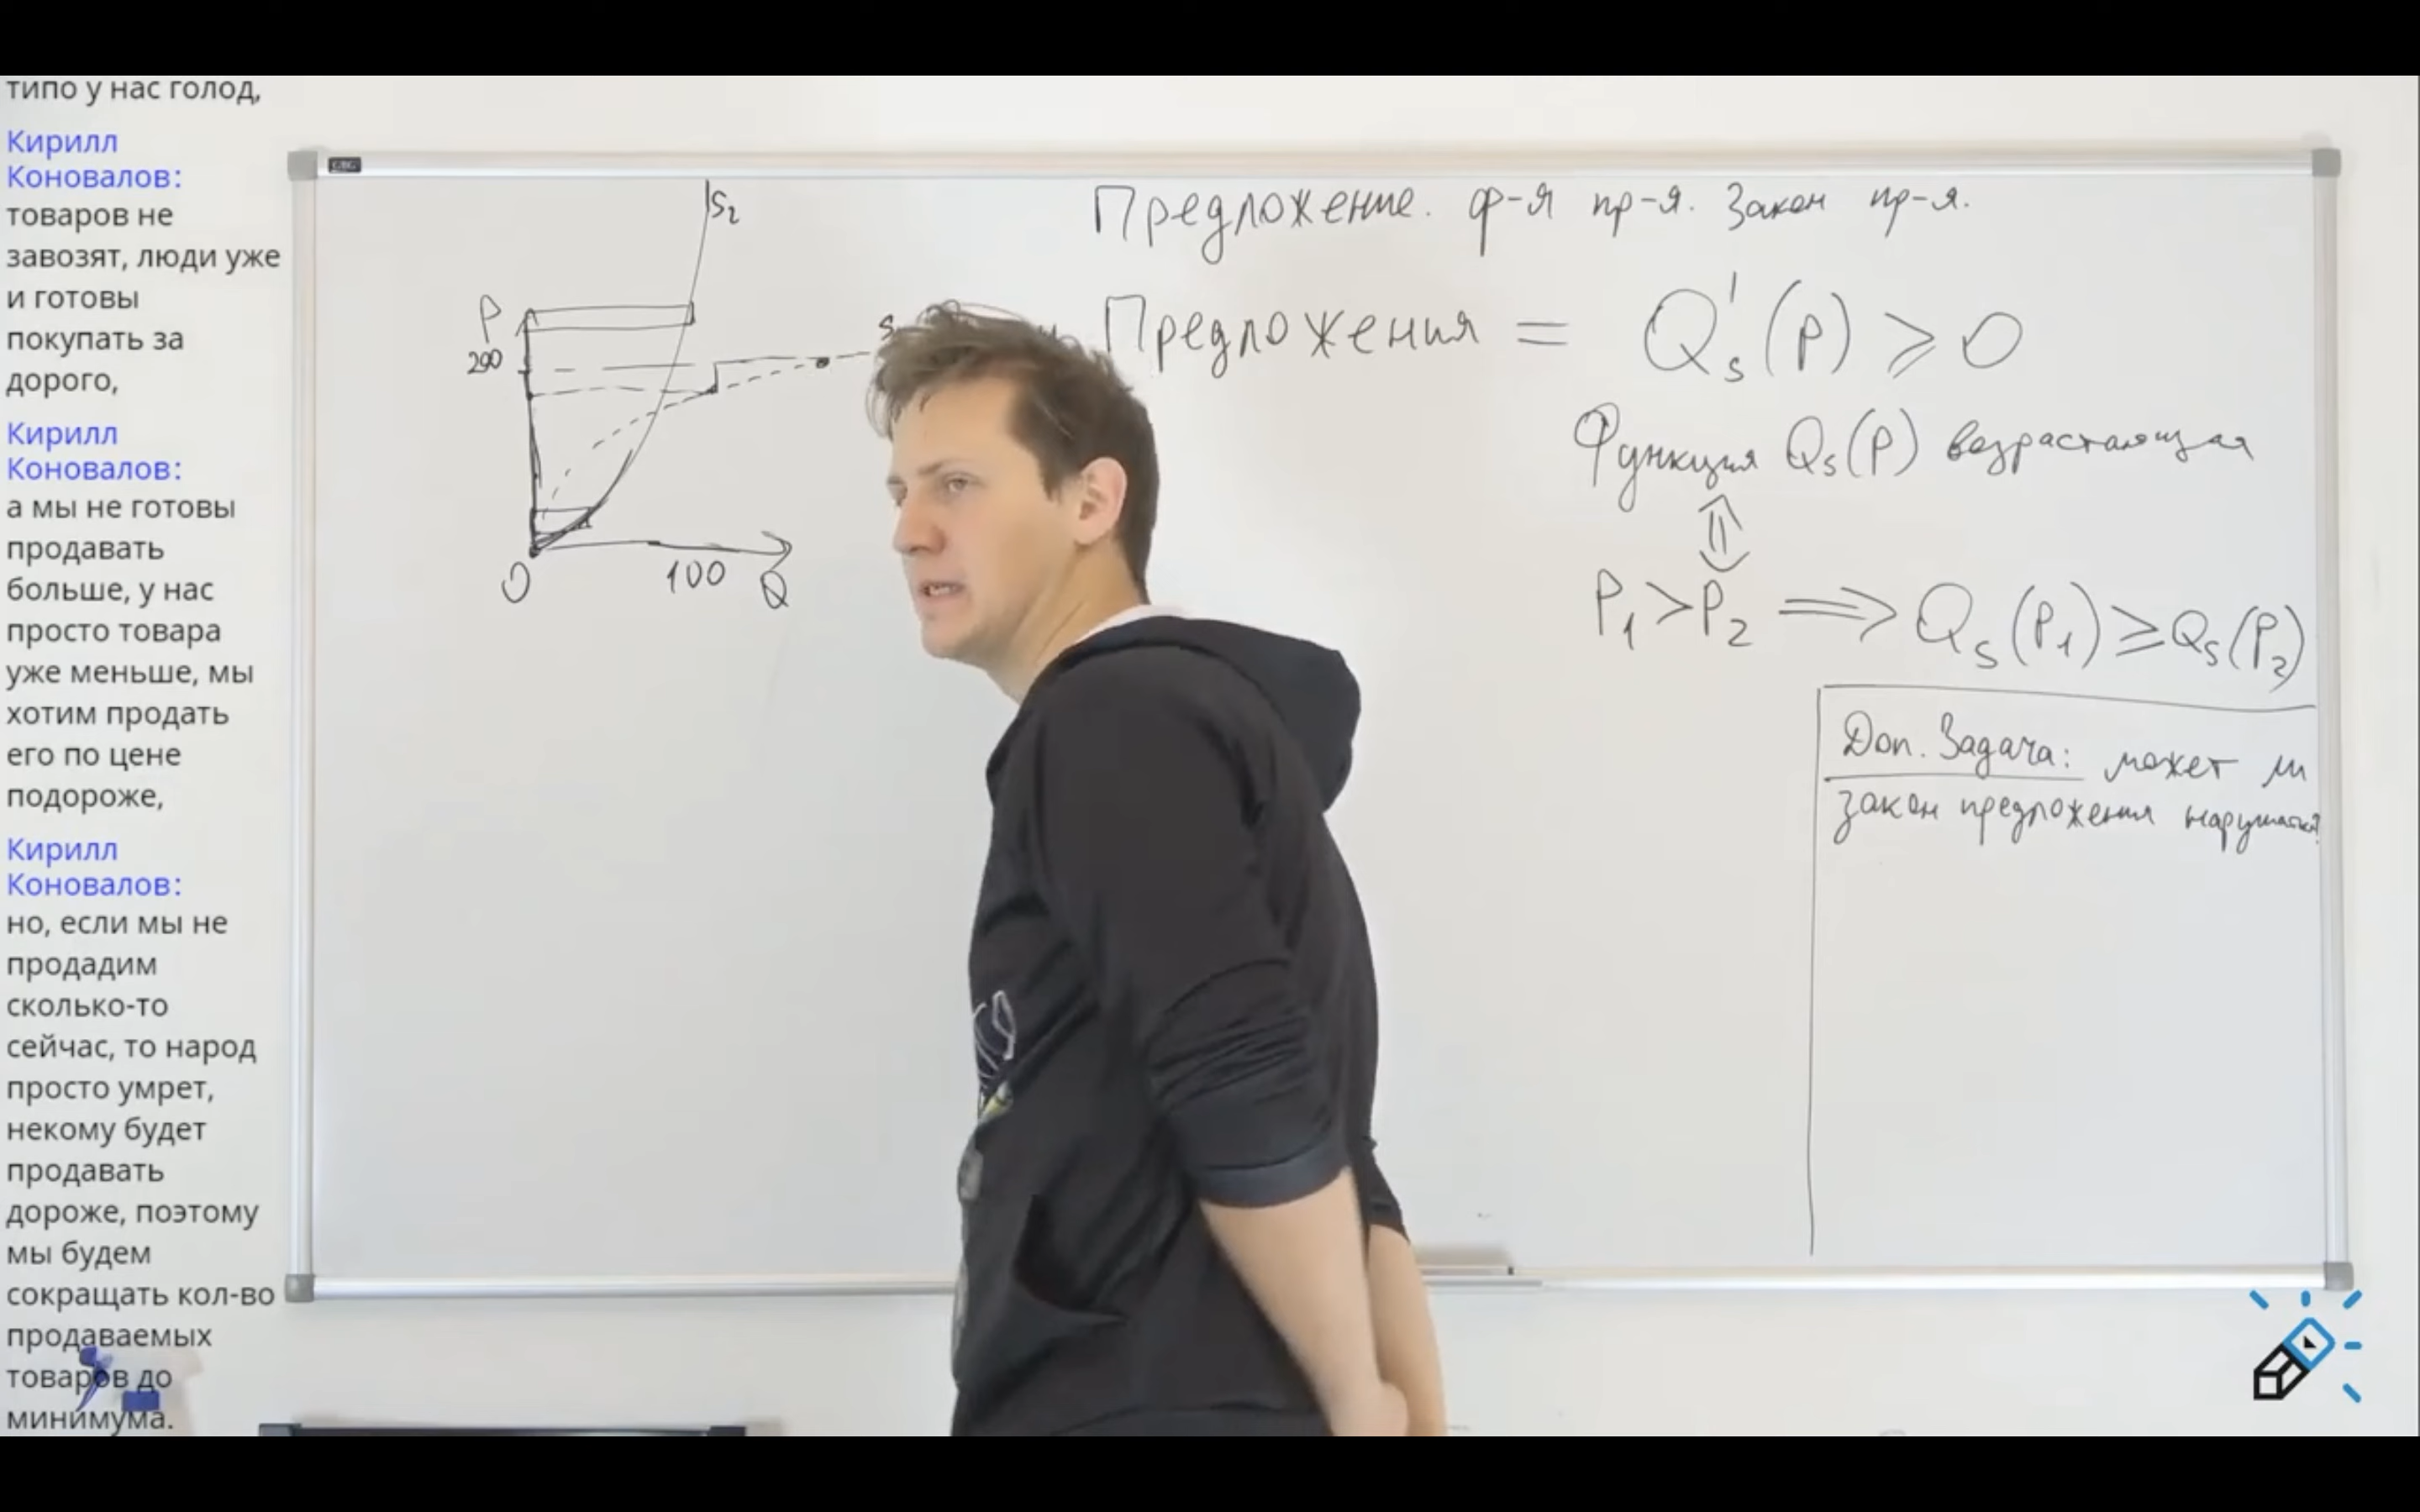 типо у нас голод,
Кирилл
Коновалов:
товаров не
завозят, люди уже
и готовы
покупать за
дорого,
Кирилл
Коновалов:
а мы не готовы
продавать
больше, у нас
просто товара
уже меньше, мы
хотим продать
его по цене
подороже,
Кирилл
Коновалов:
но, если мы не
продадим
сколько-то
сейчас, то народ
просто умрет,
некому будет
продавать
дороже, поэтому
мы будем
сокращать кол-во
продаваемых
товаров до
минимума.
S₂
P
200
S
0
100
Q
Предложение. ф-я пр-я. Закон пр-я.
Предложения = Q'ₛ(P) ⩾ 0
Функция Qₛ(P) возрастающая
⇕
P₁ > P₂ ⟹ Qₛ(P₁) ≥ Qₛ(P₂)
Доп. Задача: может ли
закон предложения нарушаться?